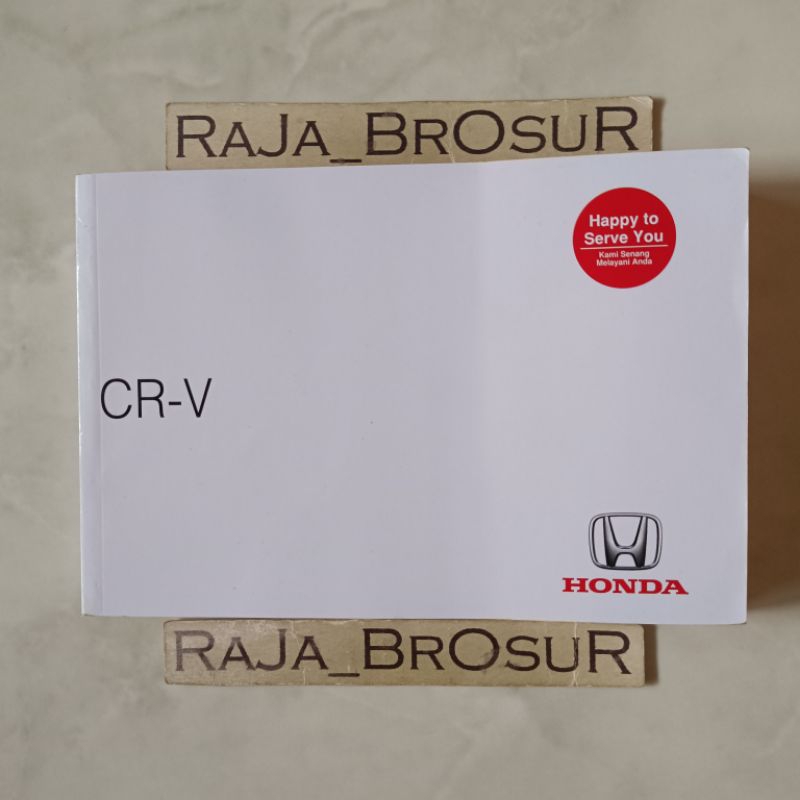 RAJA_BROSUR
Happy to
Serve You
Kami Senang
Melayani Anda
CR-V
HONDA
RAJA_BROSUR